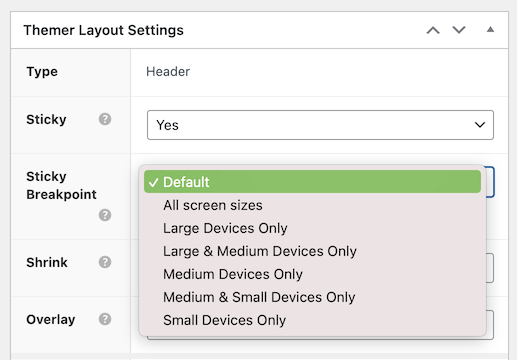 Themer Layout Settings
Type
Header
Sticky ?
Yes
Sticky
Breakpoint
?
✓ Default
All screen sizes
Large Devices Only
Large & Medium Devices Only
Medium Devices Only
Medium & Small Devices Only
Small Devices Only
Shrink ?
Overlay ?